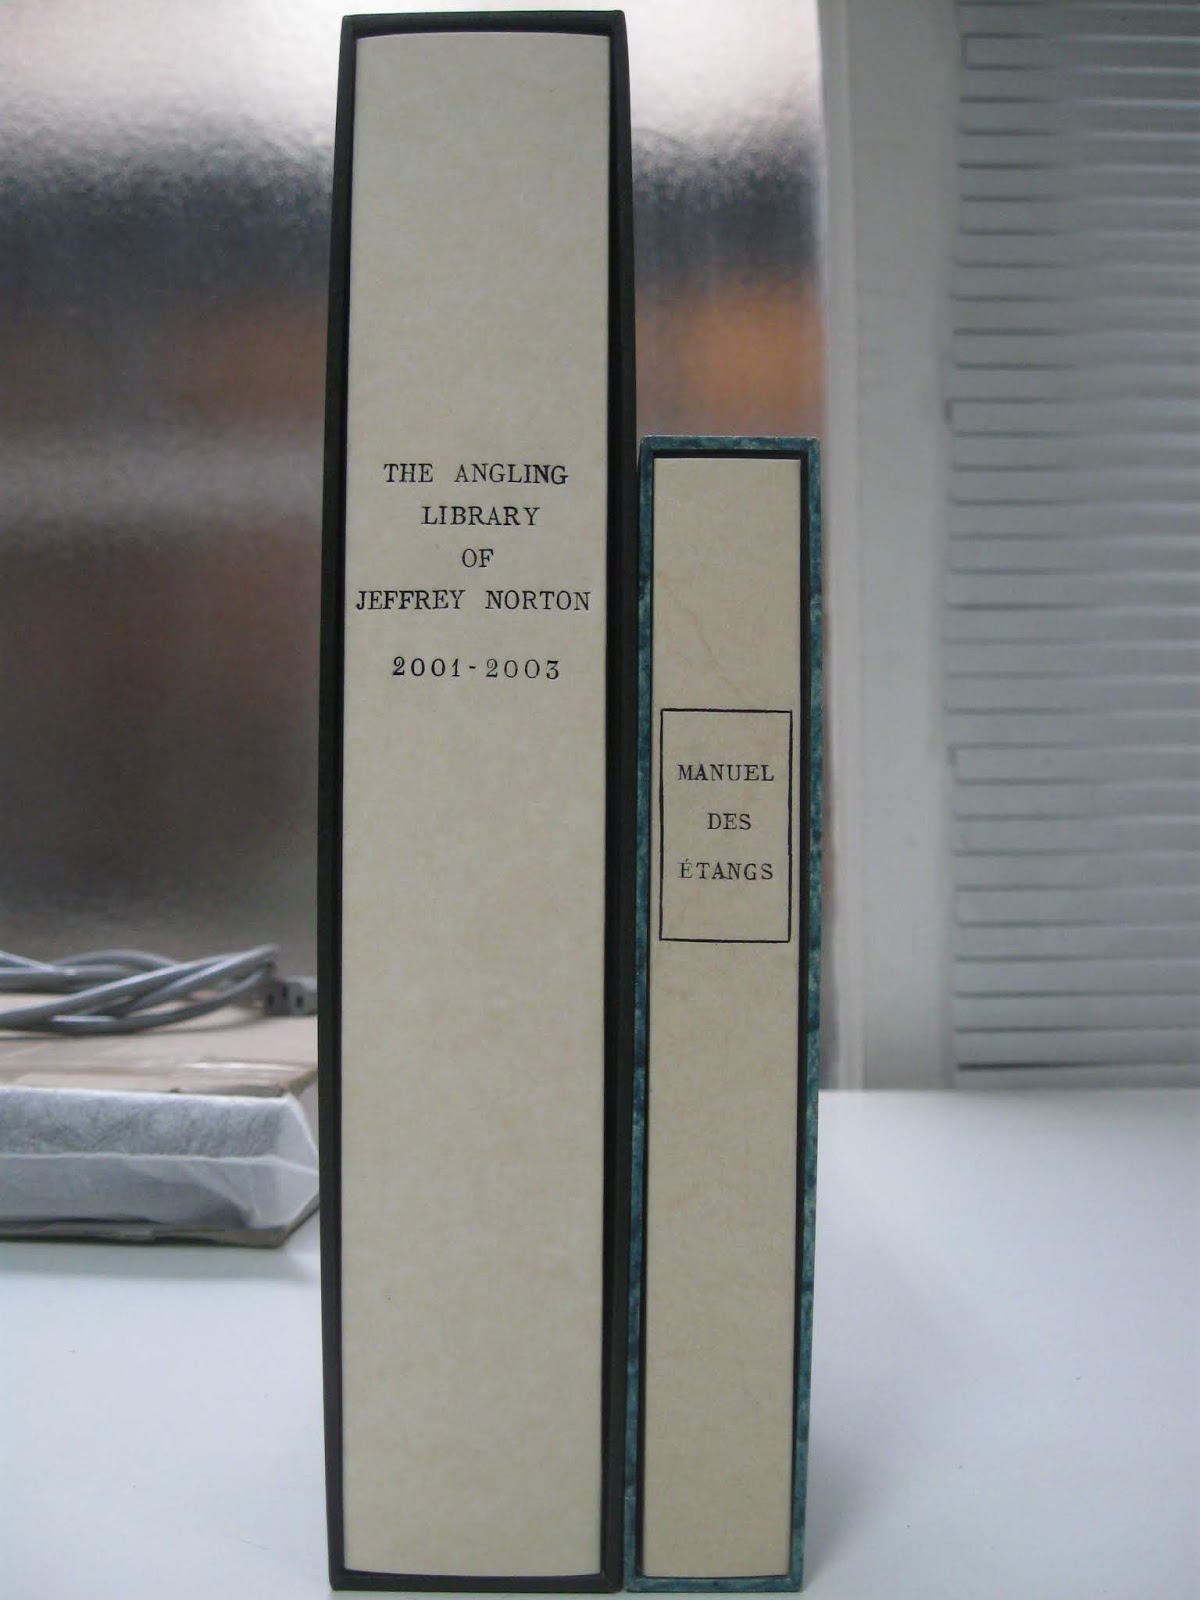 THE ANGLING
LIBRARY
OF
JEFFREY NORTON
2001-2003
MANUEL
DES
ÉTANGS